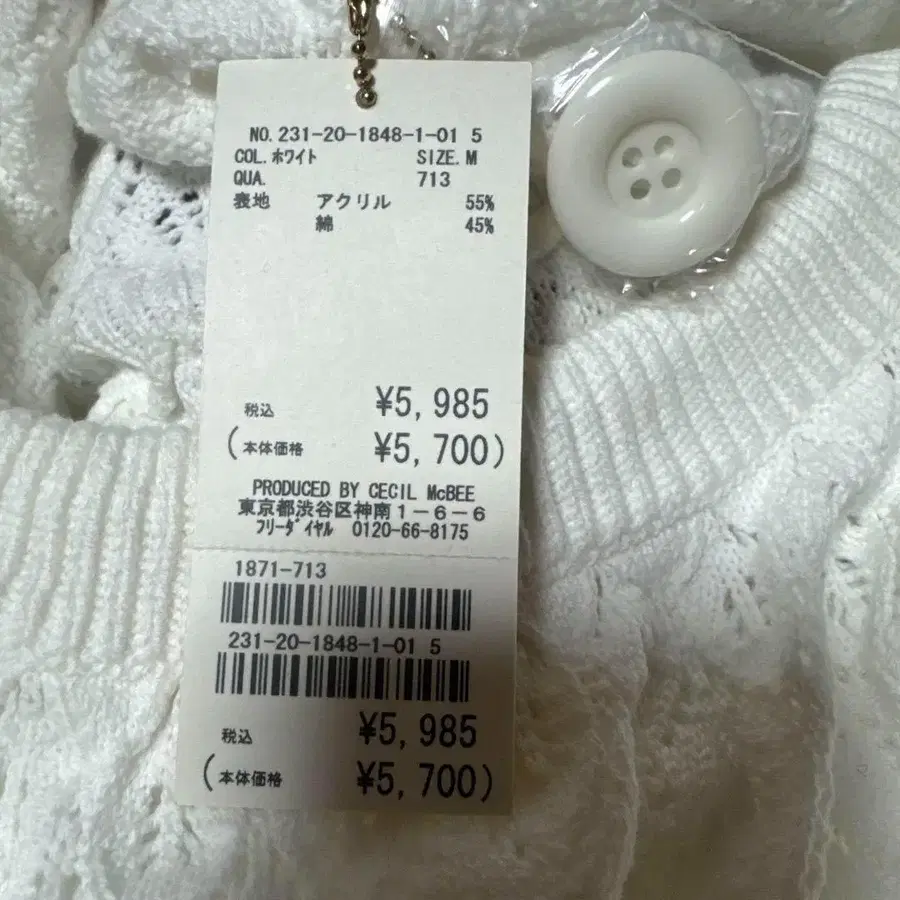 NO. 231-20-1848-1-01 5
COL. ホワイト SIZE. M
QUA. 713
表地 アクリル 55%
綿 45%
税込 ¥5,985
(本体価格 ¥5,700)
PRODUCED BY CECIL McBEE
東京都渋谷区神南1-6-6
フリーダイヤル 0120-66-8175
1871-713
231-20-1848-1-01 5
税込 ¥5,985
(本体価格 ¥5,700)